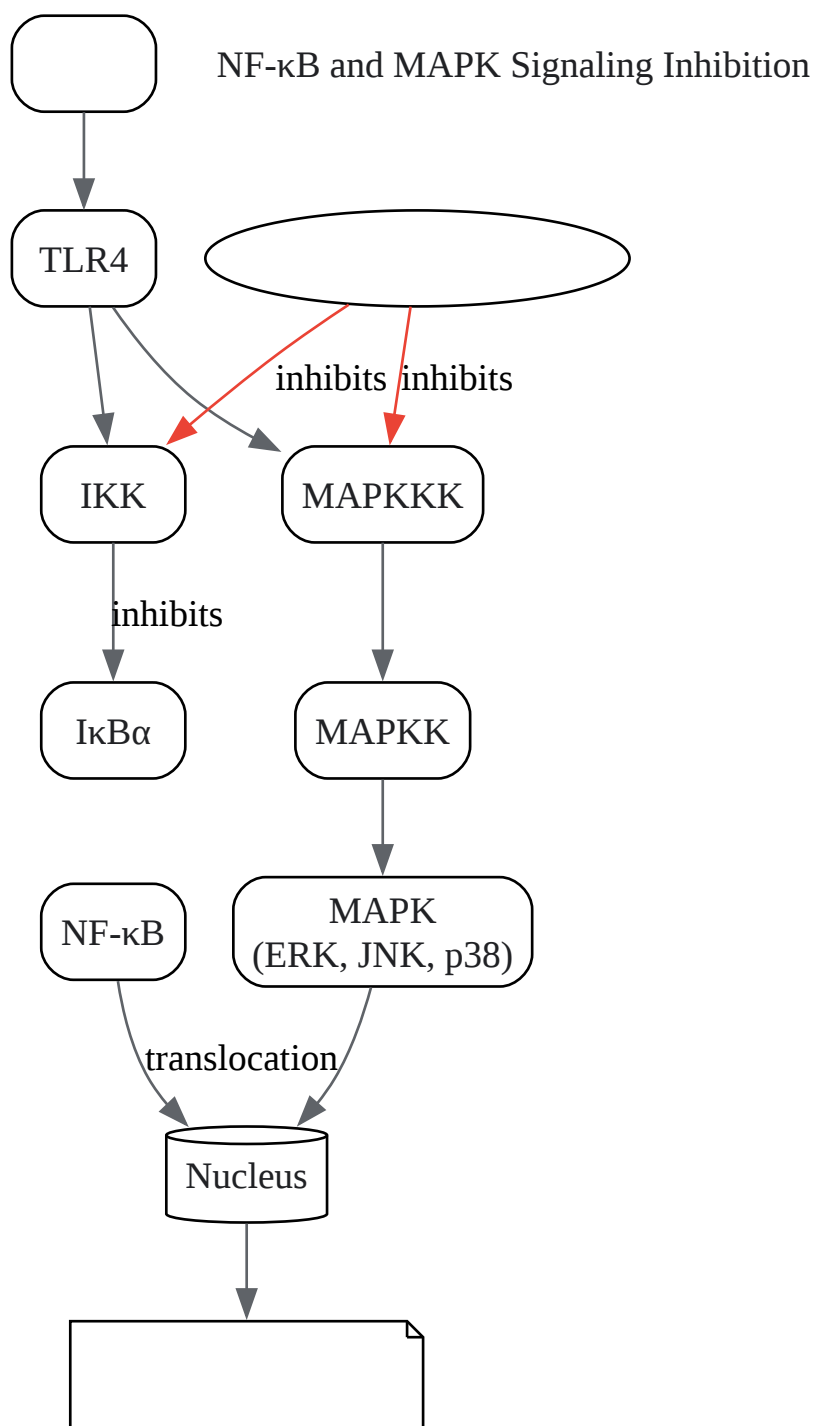 NF-κB and MAPK Signaling Inhibition
TLR4
inhibits
inhibits
IKK
MAPKKK
inhibits
IκBα
MAPKK
NF-κB
MAPK
(ERK, JNK, p38)
translocation
Nucleus